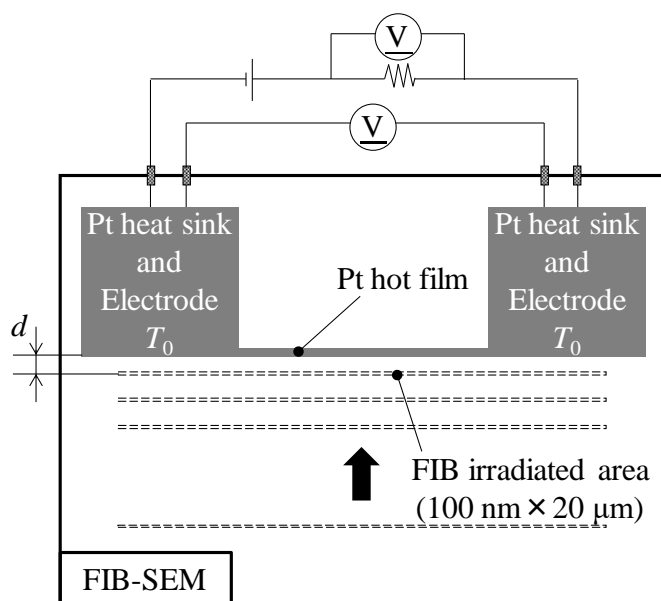 V
V
Pt heat sink
and
Electrode
T0
Pt heat sink
and
Electrode
T0
Pt hot film
d
FIB irradiated area
(100 nm × 20 μm)
FIB-SEM